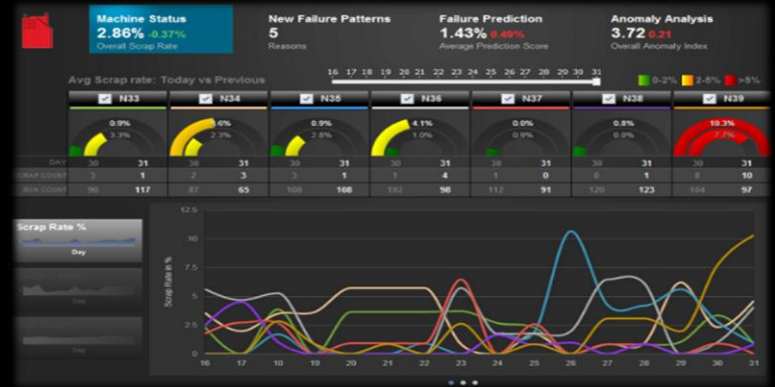 Machine Status
2.86% -0.37%
Overall Scrap Rate
New Failure Patterns
5
Reasons
Failure Prediction
1.43% 0.49%
Average Prediction Score
Anomaly Analysis
3.72 0.21
Overall Anomaly Index
Avg Scrap rate: Today vs Previous
16 17 18 19 20 21 22 23 24 25 26 27 28 29 30 31
0-2% 2-5% >5%
N33 N34 N35 N36 N37 N38 N39
0.9% 0.9% 4.1% 0.0% 0.8% 10.3%
3.3% 2.3% 2.8% 1.0% 0.9% 0.0% 7.7%
DAY 30 31 30 31 30 31 30 31 30 31 30 31 30 31
SCRAP COUNT 3 1 2 3 3 1 1 4 1 0 0 1 8 10
RUN COUNT 90 117 87 65 108 108 102 98 112 91 120 123 104 97
Scrap Rate %
Day
Day
Day
Scrap Rate in %
12.5
10
7.5
5
2.5
0
16 17 18 19 20 21 22 23 24 25 26 27 28 29 30 31